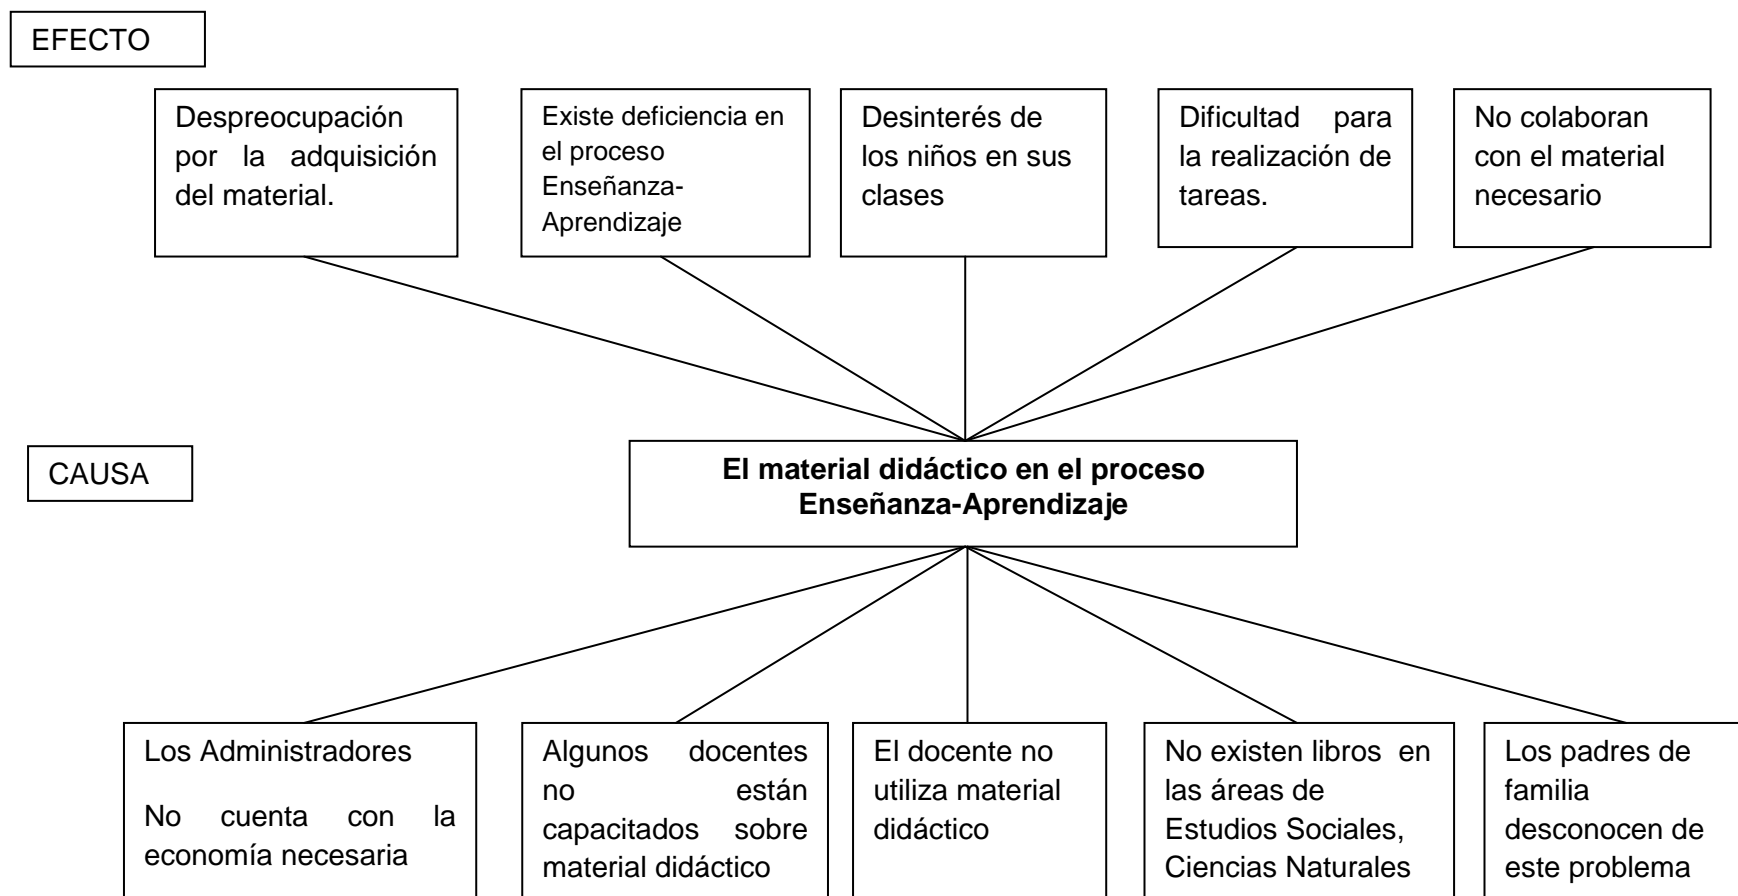 EFECTO
Despreocupación
por la adquisición
del material.
Existe deficiencia en
el proceso
Enseñanza-
Aprendizaje
Desinterés de
los niños en sus
clases
Dificultad para
la realización de
tareas.
No colaboran
con el material
necesario
CAUSA
El material didáctico en el proceso
Enseñanza-Aprendizaje
Los Administradores
No cuenta con la
economía necesaria
Algunos docentes
no están
capacitados sobre
material didáctico
El docente no
utiliza material
didáctico
No existen libros en
las áreas de
Estudios Sociales,
Ciencias Naturales
Los padres de
familia
desconocen de
este problema